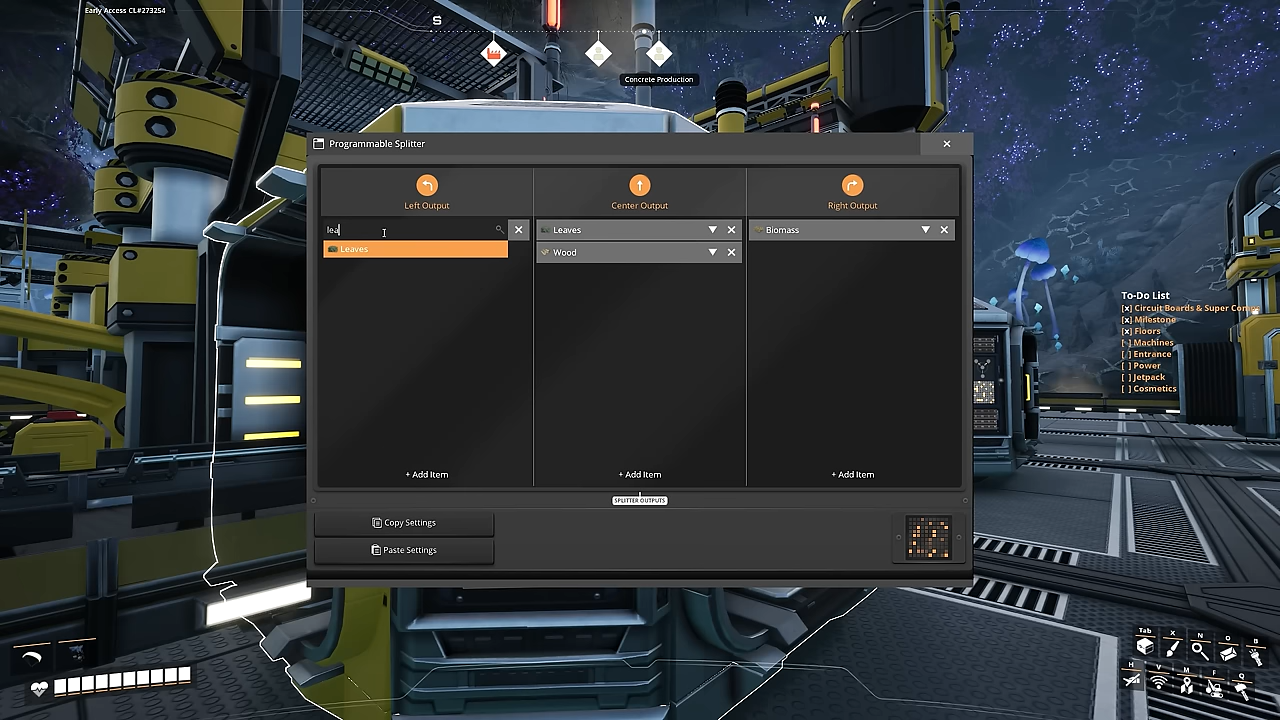 Early Access CL#273254
S
W
Concrete Production
Programmable Splitter
Left Output
Center Output
Right Output
lea
Leaves
Leaves
Wood
Biomass
+ Add Item
+ Add Item
+ Add Item
SPLITTER OUTPUTS
Copy Settings
Paste Settings
To-Do List
[x] Circuit Boards & Super Comp
[x] Milestone
[x] Floors
[ ] Machines
[ ] Entrance
[ ] Power
[ ] Jetpack
[ ] Cosmetics
Tab
X
N
O
B
H
V
M
F
Q